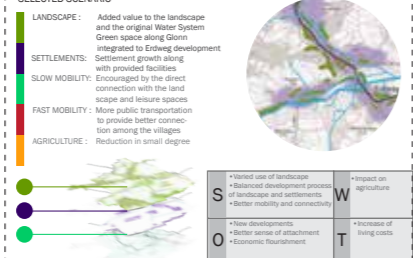 SELECTED SCENARIO
LANDSCAPE : Added value to the landscape
and the original Water System
Green space along Glonn
integrated to Erdweg development
SETTLEMENTS: Settlement growth along
with provided facilities
SLOW MOBILITY: Encouraged by the direct
connection with the land
scape and leisure spaces
FAST MOBILITY : More public transportation
to provide better connec-
tion among the villages
AGRICULTURE : Reduction in small degree
S
• Varied use of landscape
• Balanced development process
of landscape and settlements
• Better mobility and connectivity
W
• Impact on
agriculture
O
• New developments
• Better sense of attachment
• Economic flourishment
T
• Increase of
living costs